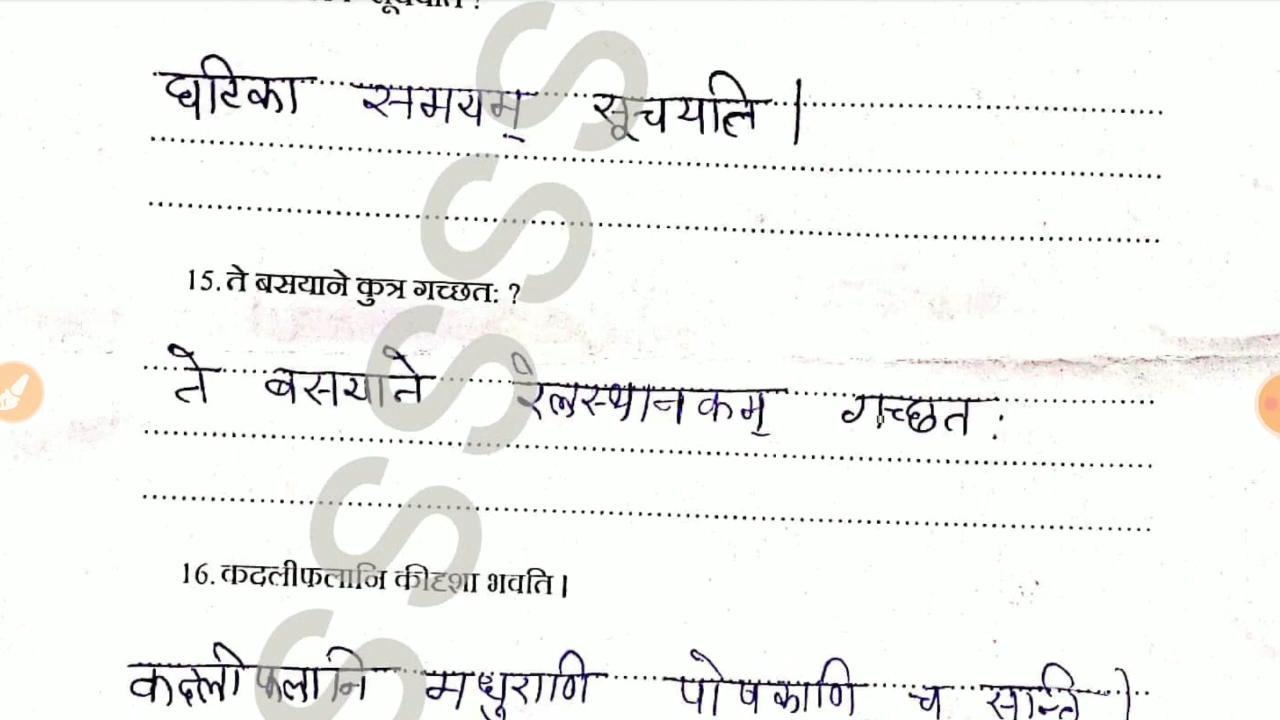 घटिका समयम् सूचयति |
15. ते बसयाने कुत्र गच्छतः ?
ते बसयाने रेलस्थानकम् गच्छत :
16. कदलीफलानि कीदृशा भवति ।
कदलीफलानि मधुराणि पोषकाणि च सन्ति |